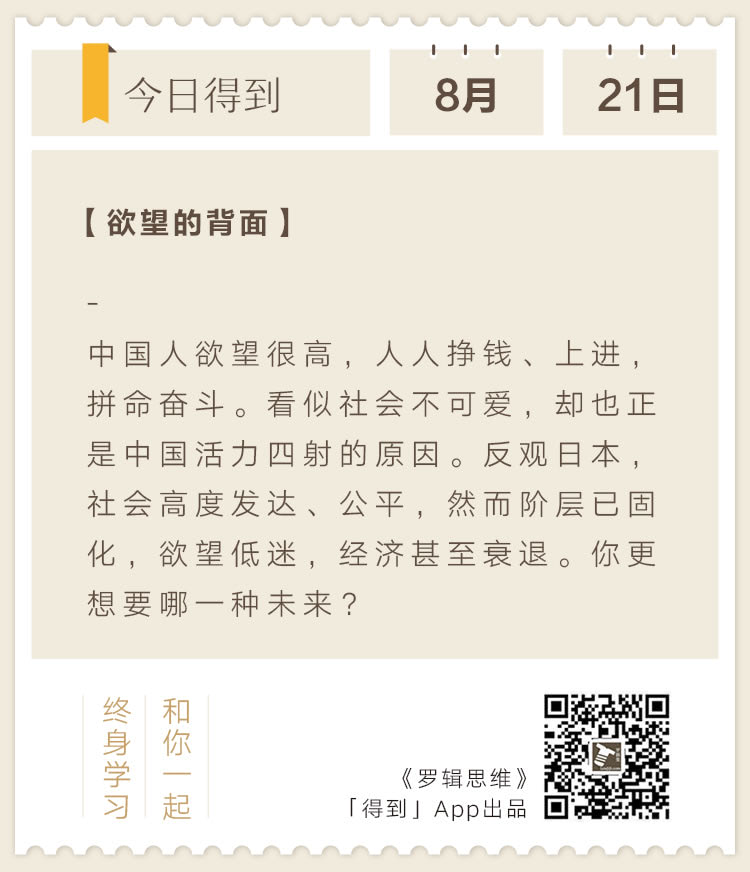 今日得到
8月
21日
【欲望的背面】
-
中国人欲望很高，人人挣钱、上进，
拼命奋斗。看似社会不可爱，却也正
是中国活力四射的原因。反观日本，
社会高度发达、公平，然而阶层已固
化，欲望低迷，经济甚至衰退。你更
想要哪一种未来？
和你一起
终身学习
《罗辑思维》
「得到」App出品